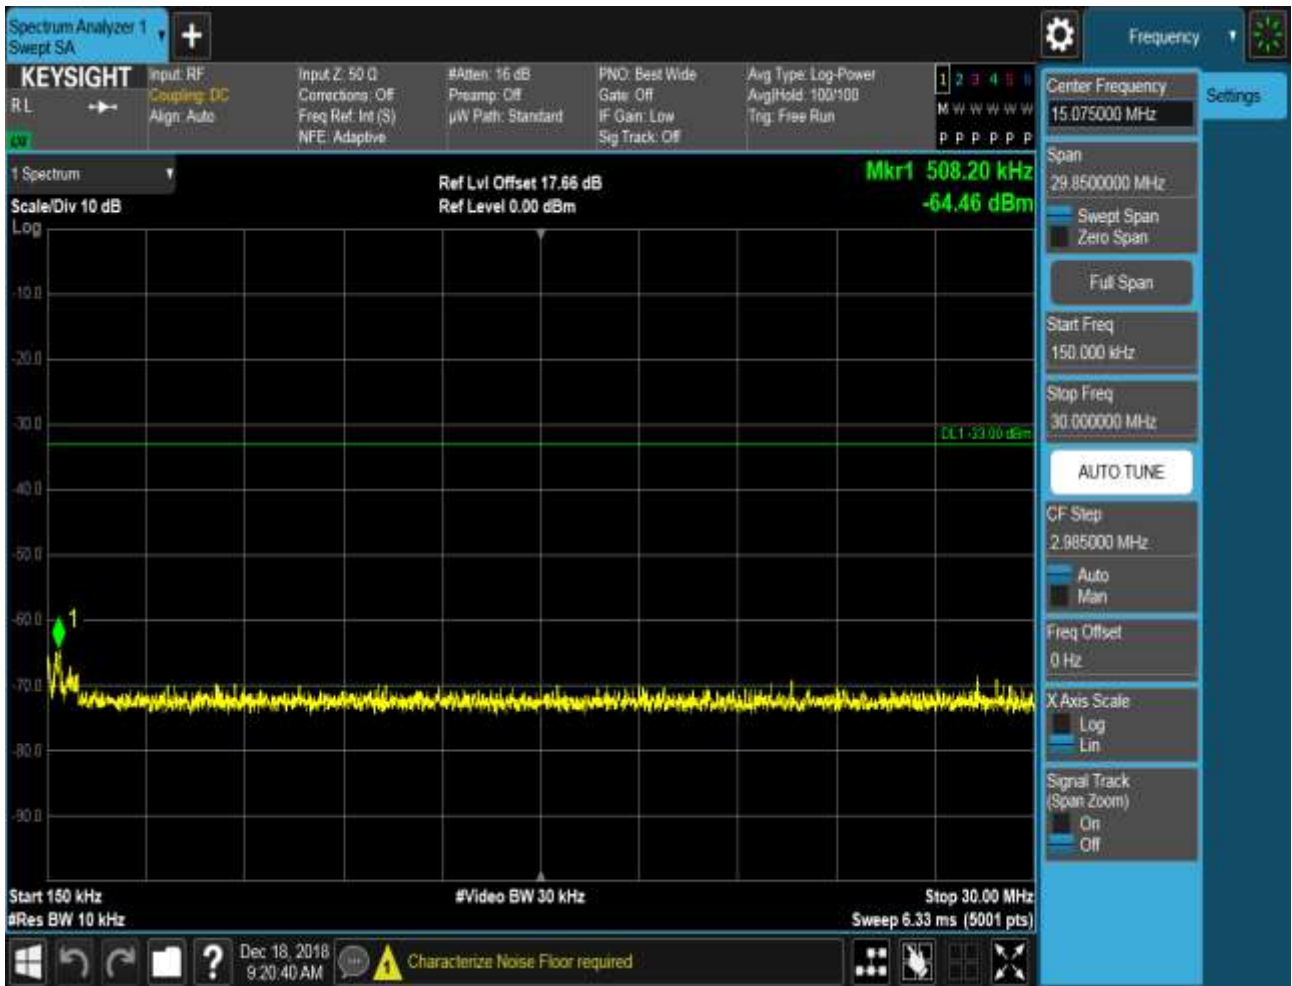 Spectrum Analyzer 1
Swept SA
Frequency
KEYSIGHT
RL
Input: RF
Coupling: DC
Align: Auto
Input Z: 50 Ω
Corrections: Off
Freq Ref: Int (S)
NFE: Adaptive
#Atten: 16 dB
Preamp: Off
µW Path: Standard
PNO: Best Wide
Gate: Off
IF Gain: Low
Sig Track: Off
Avg Type: Log-Power
Avg|Hold: 100/100
Trig: Free Run
1 2 3 4 5 6
M W W W W W
P P P P P P
1 Spectrum
Scale/Div 10 dB
Ref Lvl Offset 17.66 dB
Ref Level 0.00 dBm
Mkr1 508.20 kHz
-64.46 dBm
Log
-10.0
-20.0
-30.0
DL1 -33.00 dBm
-40.0
-50.0
-60.0
1
-70.0
-80.0
-90.0
Start 150 kHz
#Res BW 10 kHz
#Video BW 30 kHz
Stop 30.00 MHz
Sweep 6.33 ms (5001 pts)
Center Frequency
15.075000 MHz
Settings
Span
29.8500000 MHz
Swept Span
Zero Span
Full Span
Start Freq
150.000 kHz
Stop Freq
30.000000 MHz
AUTO TUNE
CF Step
2.985000 MHz
Auto
Man
Freq Offset
0 Hz
X Axis Scale
Log
Lin
Signal Track
(Span Zoom)
On
Off
?
Dec 18, 2018
9:20:40 AM
1
Characterize Noise Floor required